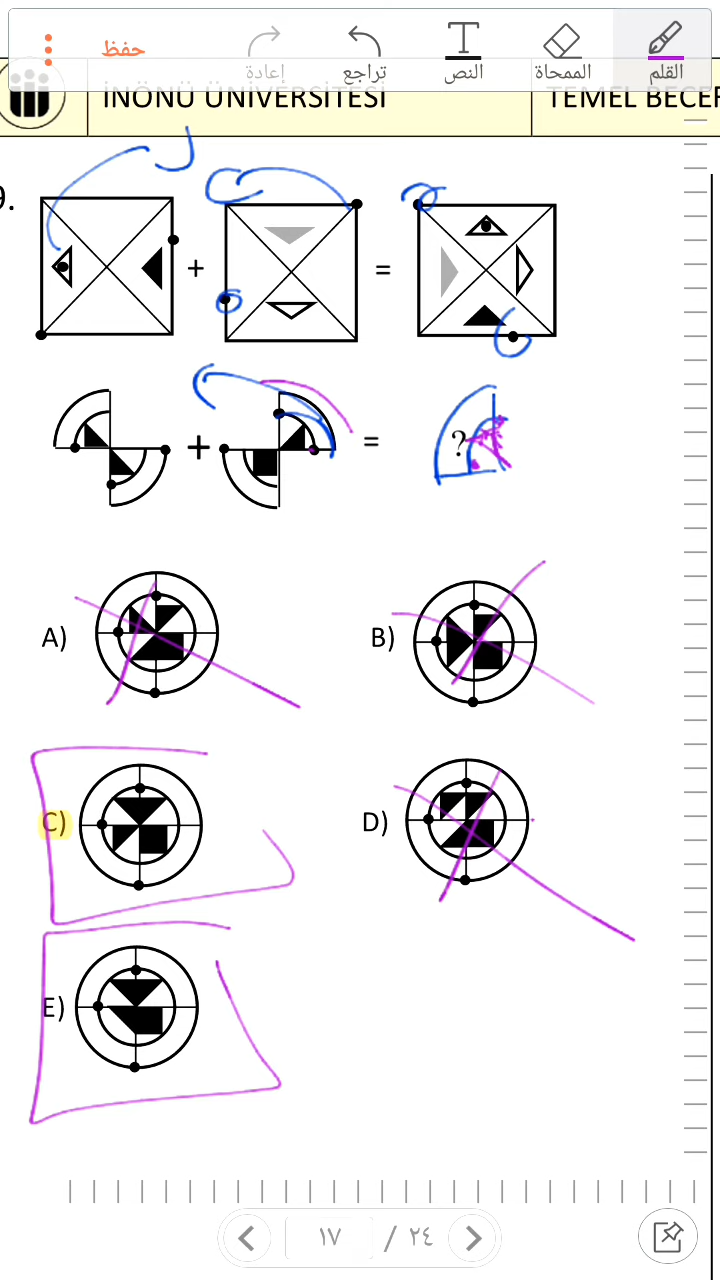 حفظ
إعادة
تراجع
النص
الممحاة
القلم
İNÖNÜ ÜNİVERSİTESİ
TEMEL BECER
9.
+
=
+
=
?
A)
B)
C)
D)
E)
١٧ / ٢٤